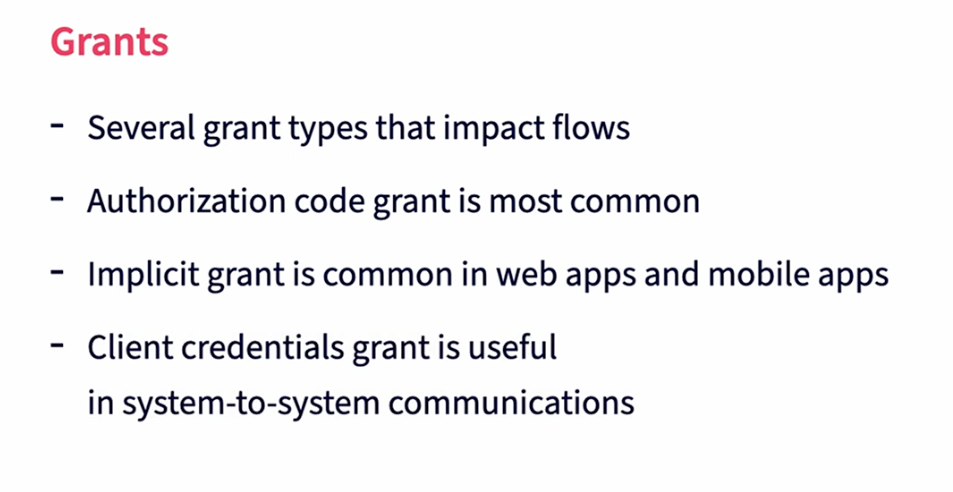 Grants
- Several grant types that impact flows
- Authorization code grant is most common
- Implicit grant is common in web apps and mobile apps
- Client credentials grant is useful
in system-to-system communications